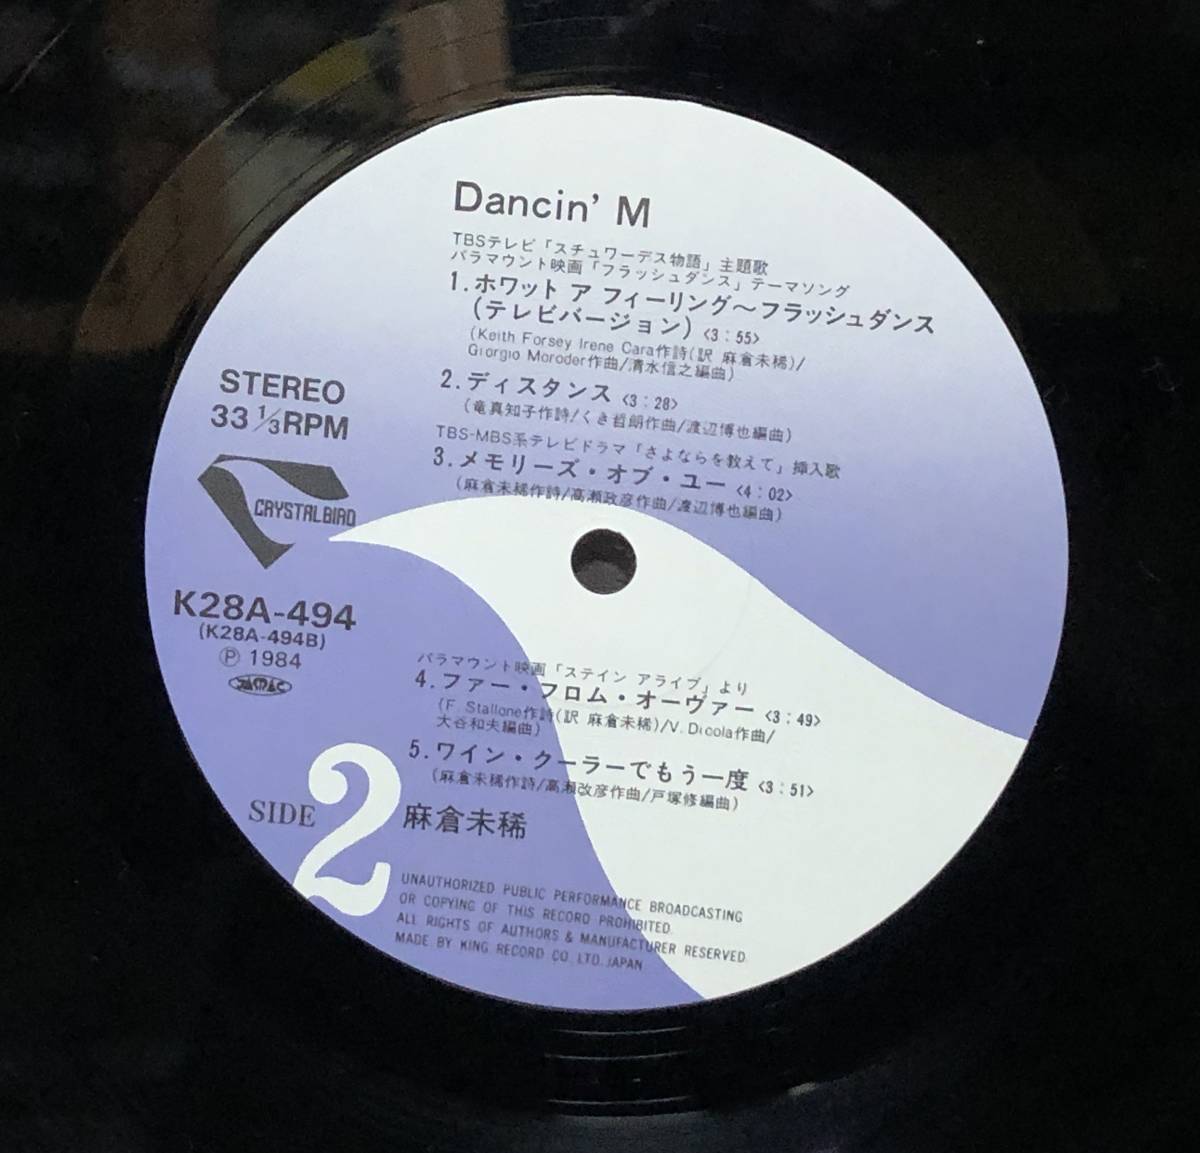 Dancin' M
TBSテレビ「スチュワーデス物語」主題歌
パラマウント映画「フラッシュダンス」テーマソング
1.ホワット ア フィーリング〜フラッシュダンス
(テレビバージョン)〈3:55〉
(Keith Forsey Irene Cara作詩(訳 麻倉未稀)/
Giorgio Moroder作曲/清水信之編曲)
2.ディスタンス〈3:28〉
(竜真知子作詩/くき哲朗作曲/渡辺博也編曲)
TBS-MBS系テレビドラマ「さよならを教えて」挿入歌
3.メモリーズ・オブ・ユー〈4:02〉
(麻倉未稀作詩/高瀬政彦作曲/渡辺博也編曲)
STEREO
33 1/3RPM
CRYSTALBIRD
K28A-494
(K28A-494B)
Ⓟ 1984
パラマウント映画「ステイン アライブ」より
4.ファー・フロム・オーヴァー〈3:49〉
(F. Stallone作詩(訳 麻倉未稀)/V. Dicola作曲/
大谷和夫編曲)
5.ワイン・クーラーでもう一度〈3:51〉
(麻倉未稀作詩/高瀬改彦作曲/戸塚修編曲)
SIDE 2
麻倉未稀
UNAUTHORIZED PUBLIC PERFORMANCE BROADCASTING
OR COPYING OF THIS RECORD PROHIBITED.
ALL RIGHTS OF AUTHORS & MANUFACTURER RESERVED
MADE BY KING RECORD CO., LTD. JAPAN